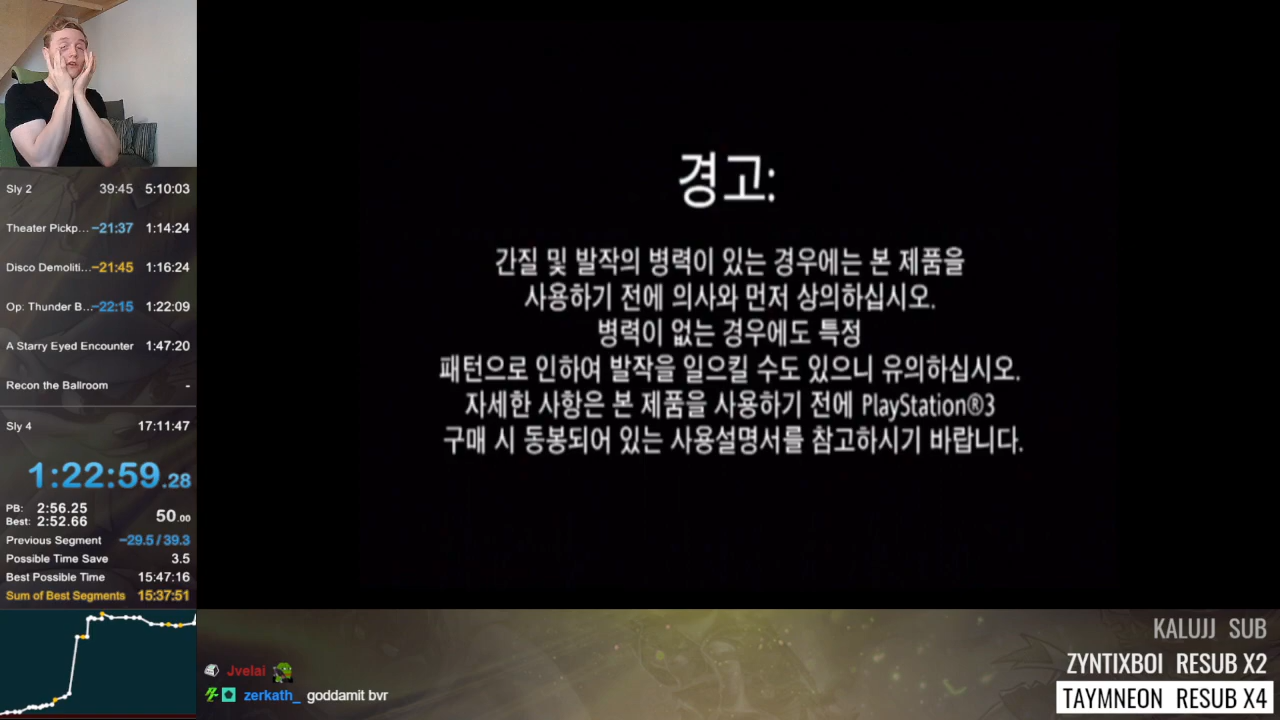 경고:
간질 및 발작의 병력이 있는 경우에는 본 제품을
사용하기 전에 의사와 먼저 상의하십시오.
병력이 없는 경우에도 특정
패턴으로 인하여 발작을 일으킬 수도 있으니 유의하십시오.
자세한 사항은 본 제품을 사용하기 전에 PlayStation®3
구매 시 동봉되어 있는 사용설명서를 참고하시기 바랍니다.
Sly 2 39:45 5:10:03
Theater Pickp... −21:37 1:14:24
Disco Demoliti... −21:45 1:16:24
Op: Thunder B... −22:15 1:22:09
A Starry Eyed Encounter 1:47:20
Recon the Ballroom -
Sly 4 17:11:47
1:22:59.28
PB: 2:56.25
Best: 2:52.66
50.00
Previous Segment −29.5 / 39.3
Possible Time Save 3.5
Best Possible Time 15:47:16
Sum of Best Segments 15:37:51
Jvelai
zerkath_ goddamit bvr
KALUJJ SUB
ZYNTIXBOI RESUB X2
TAYMNEON RESUB X4